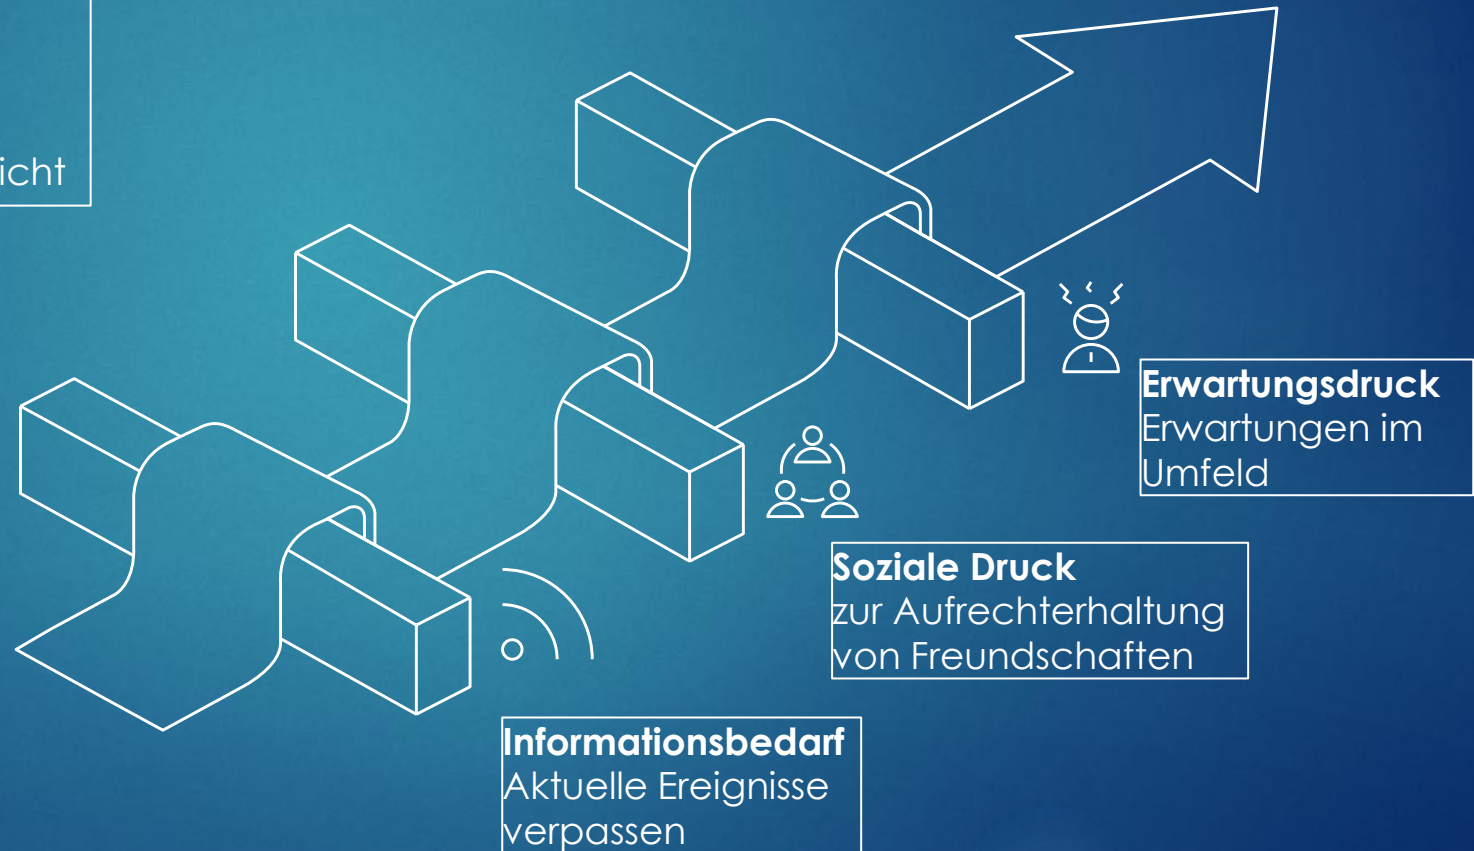 icht
Erwartungsdruck
Erwartungen im
Umfeld
Soziale Druck
zur Aufrechterhaltung
von Freundschaften
Informationsbedarf
Aktuelle Ereignisse
verpassen